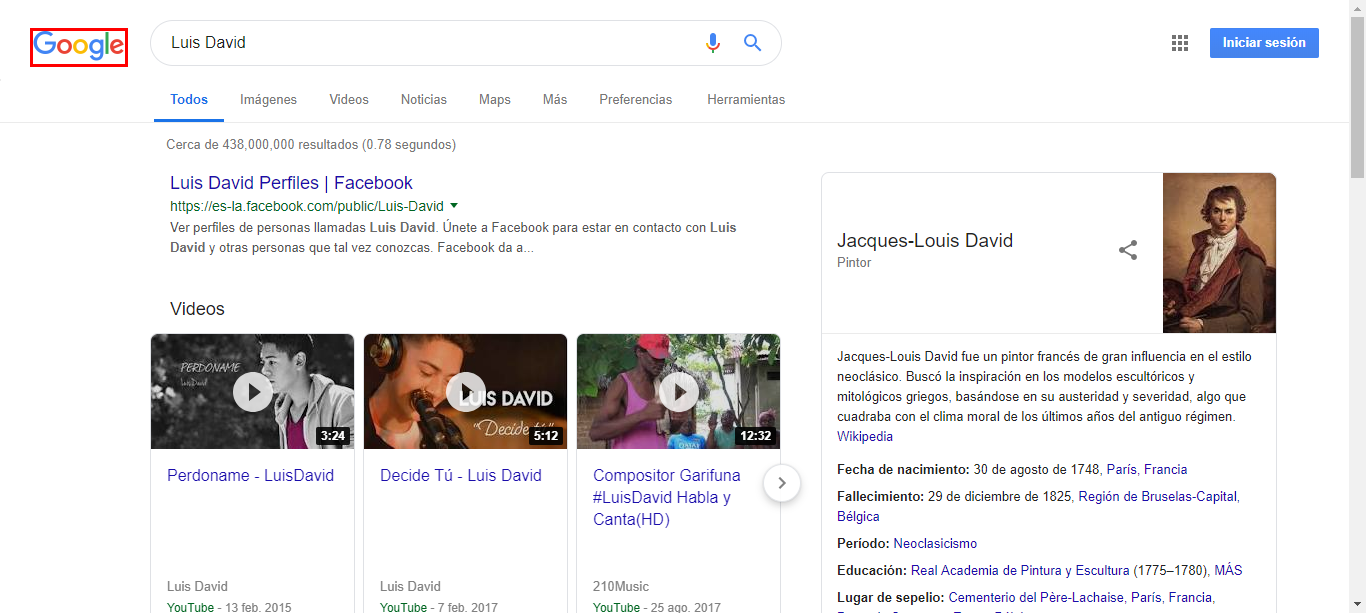 Google
Luis David
Iniciar sesión
Todos Imágenes Videos Noticias Maps Más Preferencias Herramientas
Cerca de 438,000,000 resultados (0.78 segundos)
Luis David Perfiles | Facebook
https://es-la.facebook.com/public/Luis-David
Ver perfiles de personas llamadas Luis David. Únete a Facebook para estar en contacto con Luis
David y otras personas que tal vez conozcas. Facebook da a...
Videos
PERDONAME
LuisDavid
3:24
LUIS DAVID
"Decide tú"
5:12
12:32
Perdoname - LuisDavid
Luis David
YouTube - 13 feb. 2015
Decide Tú - Luis David
Luis David
YouTube - 7 feb. 2017
Compositor Garifuna
#LuisDavid Habla y
Canta(HD)
210Music
YouTube - 25 ago. 2017
Jacques-Louis David
Pintor
Jacques-Louis David fue un pintor francés de gran influencia en el estilo
neoclásico. Buscó la inspiración en los modelos escultóricos y
mitológicos griegos, basándose en su austeridad y severidad, algo que
cuadraba con el clima moral de los últimos años del antiguo régimen.
Wikipedia
Fecha de nacimiento: 30 de agosto de 1748, París, Francia
Fallecimiento: 29 de diciembre de 1825, Región de Bruselas-Capital,
Bélgica
Período: Neoclasicismo
Educación: Real Academia de Pintura y Escultura (1775–1780), MÁS
Lugar de sepelio: Cementerio del Père-Lachaise, París, Francia,